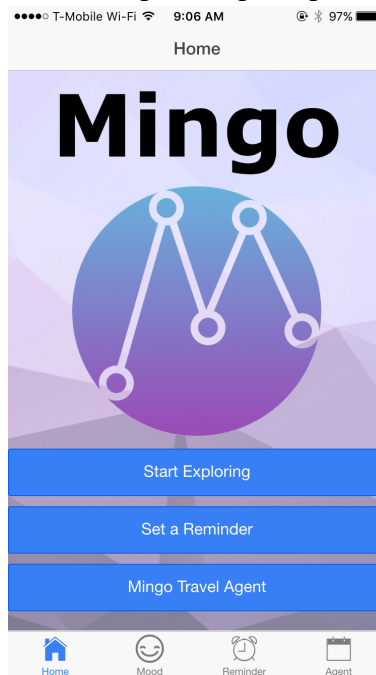 T-Mobile Wi-Fi 9:06 AM 97%
Home
Mingo
Start Exploring
Set a Reminder
Mingo Travel Agent
Home Mood Reminder Agent